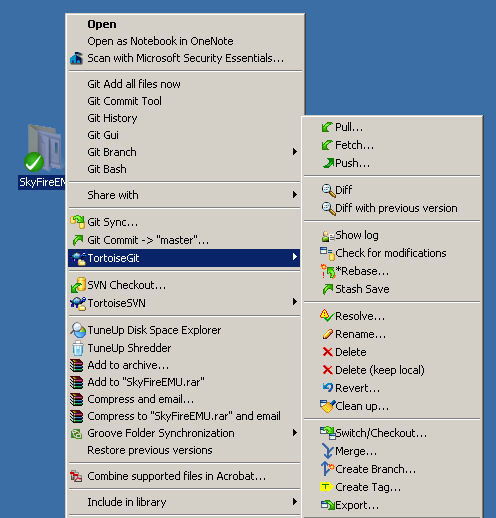 SkyFireEM
Open
Open as Notebook in OneNote
Scan with Microsoft Security Essentials...
Git Add all files now
Git Commit Tool
Git History
Git Gui
Git Branch
Git Bash
Share with
Git Sync...
Git Commit -> "master"...
TortoiseGit
SVN Checkout...
TortoiseSVN
TuneUp Disk Space Explorer
TuneUp Shredder
Add to archive...
Add to "SkyFireEMU.rar"
Compress and email...
Compress to "SkyFireEMU.rar" and email
Groove Folder Synchronization
Restore previous versions
Combine supported files in Acrobat...
Include in library
Pull...
Fetch...
Push...
Diff
Diff with previous version
Show log
Check for modifications
*Rebase...
Stash Save
Resolve...
Rename...
Delete
Delete (keep local)
Revert...
Clean up...
Switch/Checkout...
Merge...
Create Branch...
Create Tag...
Export...